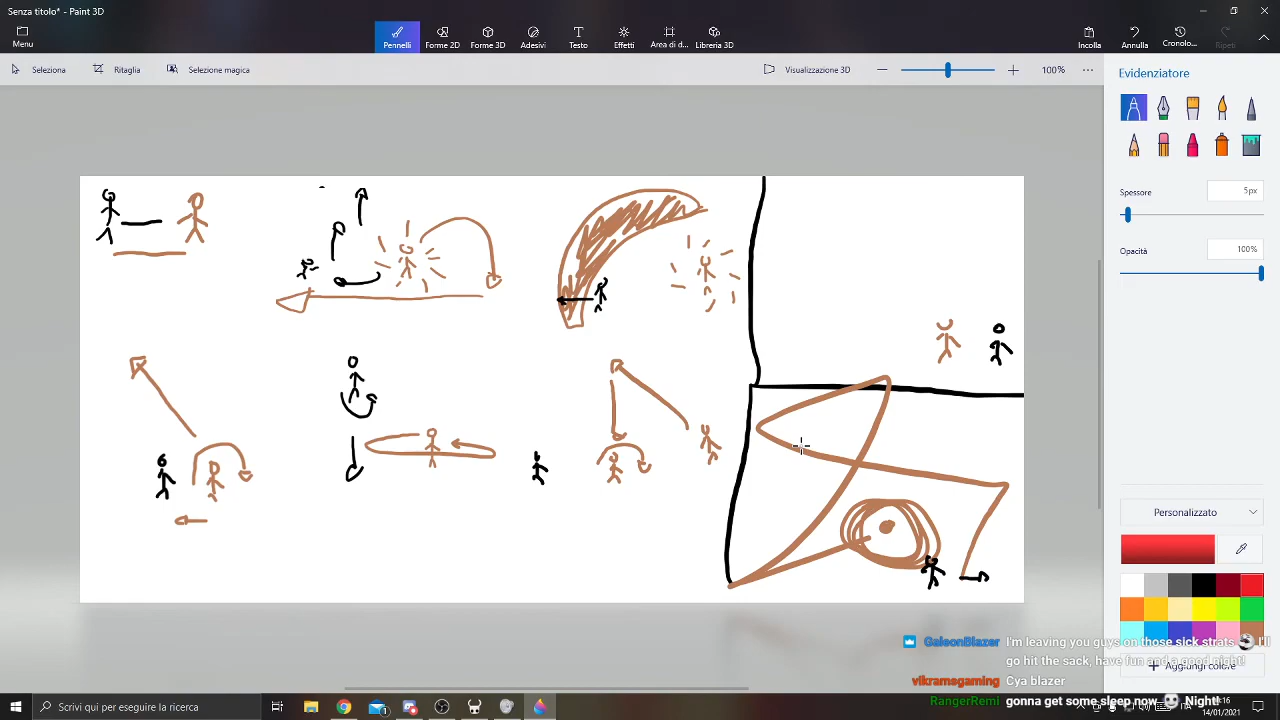 Senza titolo* - Paint 3D
Menu
Pennelli
Forme 2D
Forme 3D
Adesivi
Testo
Effetti
Area di d...
Libreria 3D
Incolla
Annulla
Cronolo...
Ripeti
Seleziona
Ritaglia
Selezione magica
Visualizzazione 3D
100%
Evidenziatore
Spessore
5px
Opacità
100%
Personalizzato
Aggiungi colore
GaleonBlazer I'm leaving you guys on those sick strats I'll
go hit the sack, have fun and a good night!
vikramsgaming Cya blazer
RangerRemi gonna get some sleep now Night!
Scrivi qui per eseguire la ricerca
14/01/2021